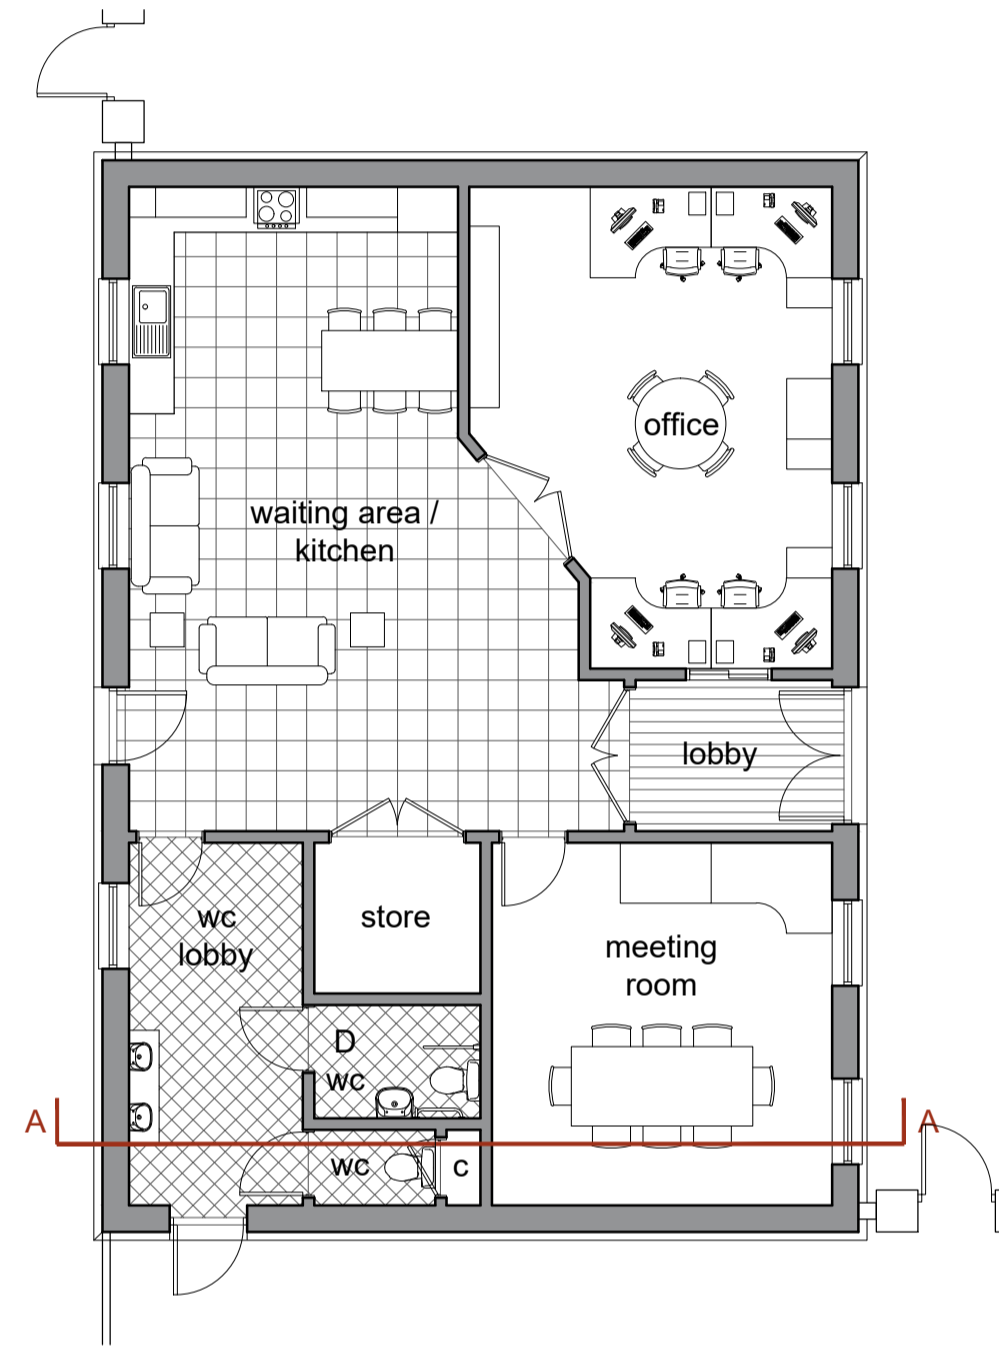 office
waiting area /
kitchen
lobby
wc
lobby
store
meeting
room
D
wc
A
A
wc
c